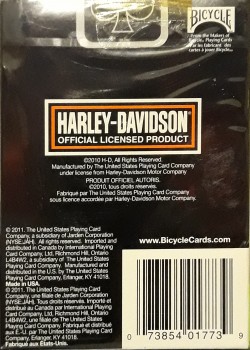 BICYCLE
From the Makers of
Bicycle Playing Cards
Par les fabricant des
cartes à jouer Bicycle
HARLEY-DAVIDSON
OFFICIAL LICENSED PRODUCT
©2010 H-D, All Rights Reserved.
Manufactured by The United States Playing Card Company
under license from Harley-Davidson Motor Company
PRODUIT OFFICIEL AUTORIS.
©2010, tous droits réservés.
Fabrique par The United States Playing Card Company
sous licence accordée par Harley-Davidson Motor Company.
© 2011. The United States Playing Card
Company, a subsidiary of Jarden Corporation
(NYSE:JAH). All rights reserved. Imported and
distributed in Canada by Int'l Playing Card
Company, Ltd. Richmond Hill, Ontario
L4B4W2, a subsidiary of The United States
Playing Card Company. Manufactured and
distributed in the U.S. by The United States
Playing Card Company, Erlanger, KY 41018.
Made in USA.
© 2011. The United States Playing Card
Company, une filiale de Jarden Corporation
(NYSE:JAH). Tous droits réservés. Importé et
distribué au Canada par Int'l Playing Card
Company, Ltd. Richmond Hill, Ontario
L4B4W2, une filiale de The United States
Playing Card Company. Fabriqué et distribué
aux É.-U. par The United States Playing Card
Company, Erlanger, KY 41018.
Fabriqué aux États-Unis.
www.BicycleCards.com
0 73854 01773 9